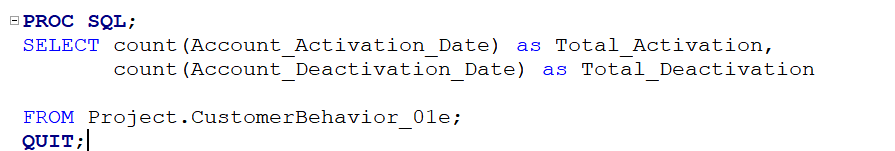 PROC SQL;
SELECT count(Account_Activation_Date) as Total_Activation,
count(Account_Deactivation_Date) as Total_Deactivation
FROM Project.CustomerBehavior_01e;
QUIT;